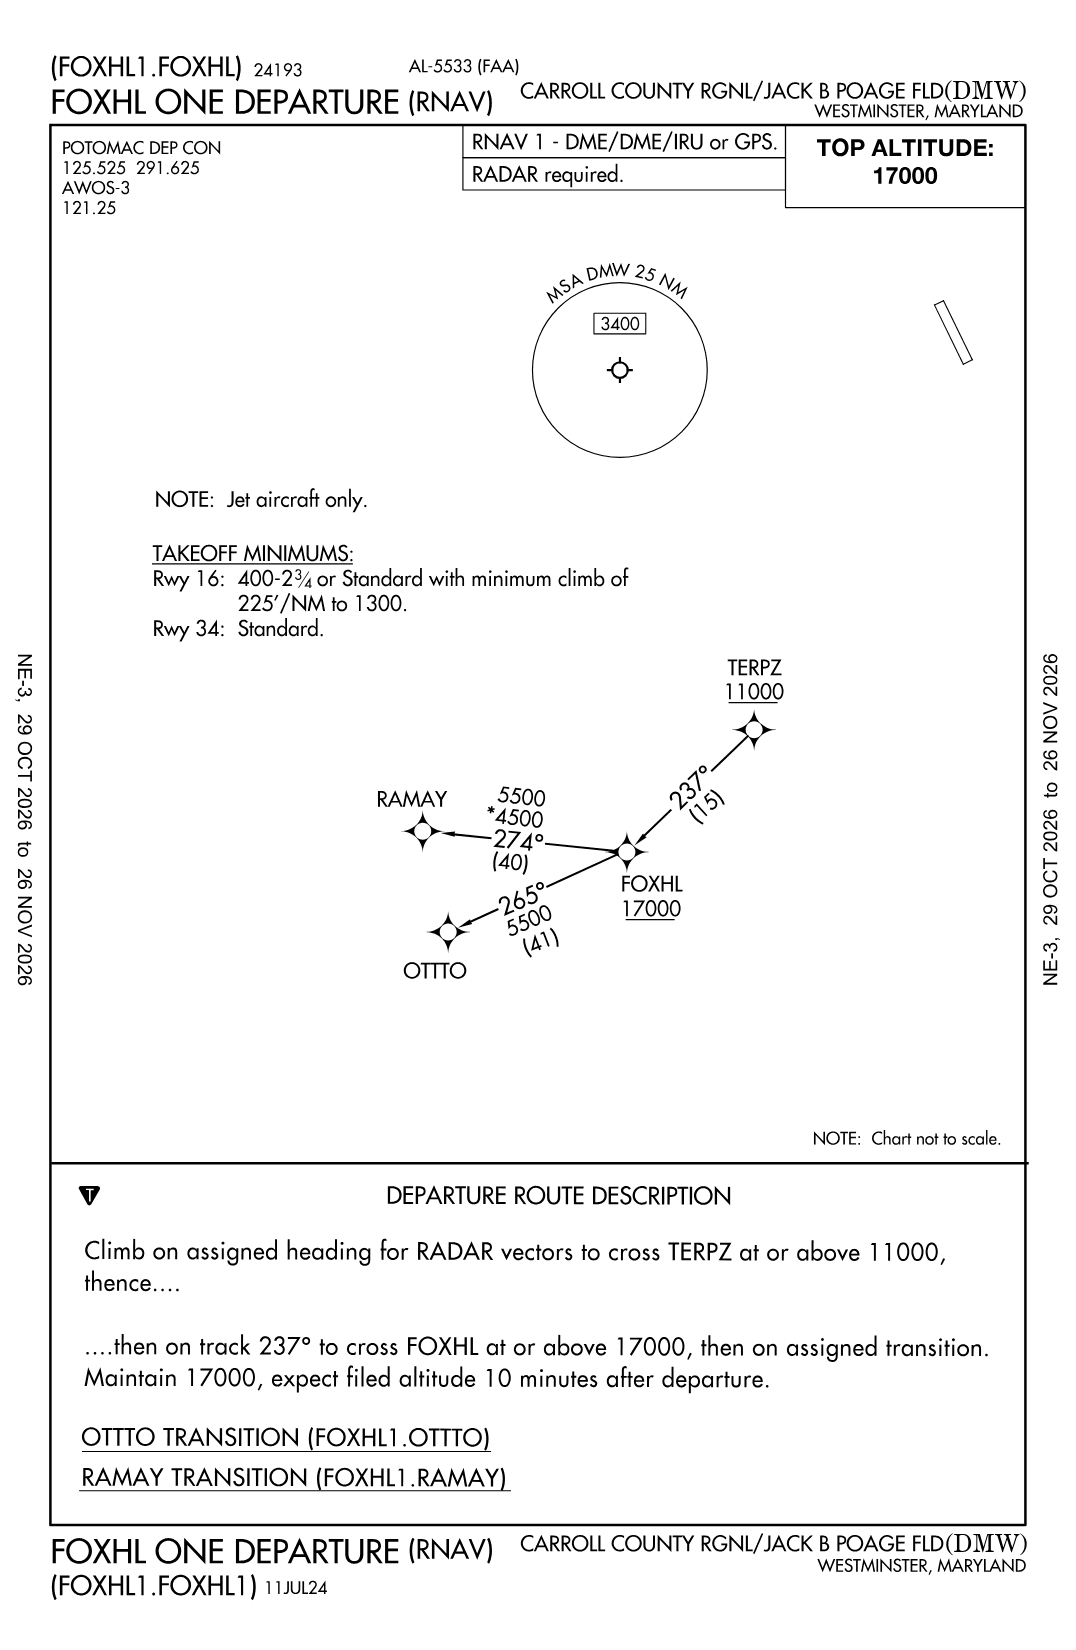 (FOXHL1.FOXHL) 24193
AL-5533 (FAA)
FOXHL ONE DEPARTURE (RNAV)
CARROLL COUNTY RGNL/JACK B POAGE FLD(DMW)
WESTMINSTER, MARYLAND
POTOMAC DEP CON
125.525 291.625
AWOS-3
121.25
RNAV 1 - DME/DME/IRU or GPS.
RADAR required.
TOP ALTITUDE:
17000
MSA DMW 25 NM
3400
NOTE: Jet aircraft only.
TAKEOFF MINIMUMS:
Rwy 16: 400-2¾ or Standard with minimum climb of
225'/NM to 1300.
Rwy 34: Standard.
TERPZ
11000
237°
(15)
RAMAY
5500
*4500
274°
(40)
FOXHL
17000
265°
5500
(41)
OTTTO
NE-3, 29 OCT 2026 to 26 NOV 2026
NE-3, 29 OCT 2026 to 26 NOV 2026
NOTE: Chart not to scale.
T
DEPARTURE ROUTE DESCRIPTION
Climb on assigned heading for RADAR vectors to cross TERPZ at or above 11000,
thence....
....then on track 237° to cross FOXHL at or above 17000, then on assigned transition.
Maintain 17000, expect filed altitude 10 minutes after departure.
OTTTO TRANSITION (FOXHL1.OTTTO)
RAMAY TRANSITION (FOXHL1.RAMAY)
FOXHL ONE DEPARTURE (RNAV)
(FOXHL1.FOXHL1) 11JUL24
CARROLL COUNTY RGNL/JACK B POAGE FLD(DMW)
WESTMINSTER, MARYLAND